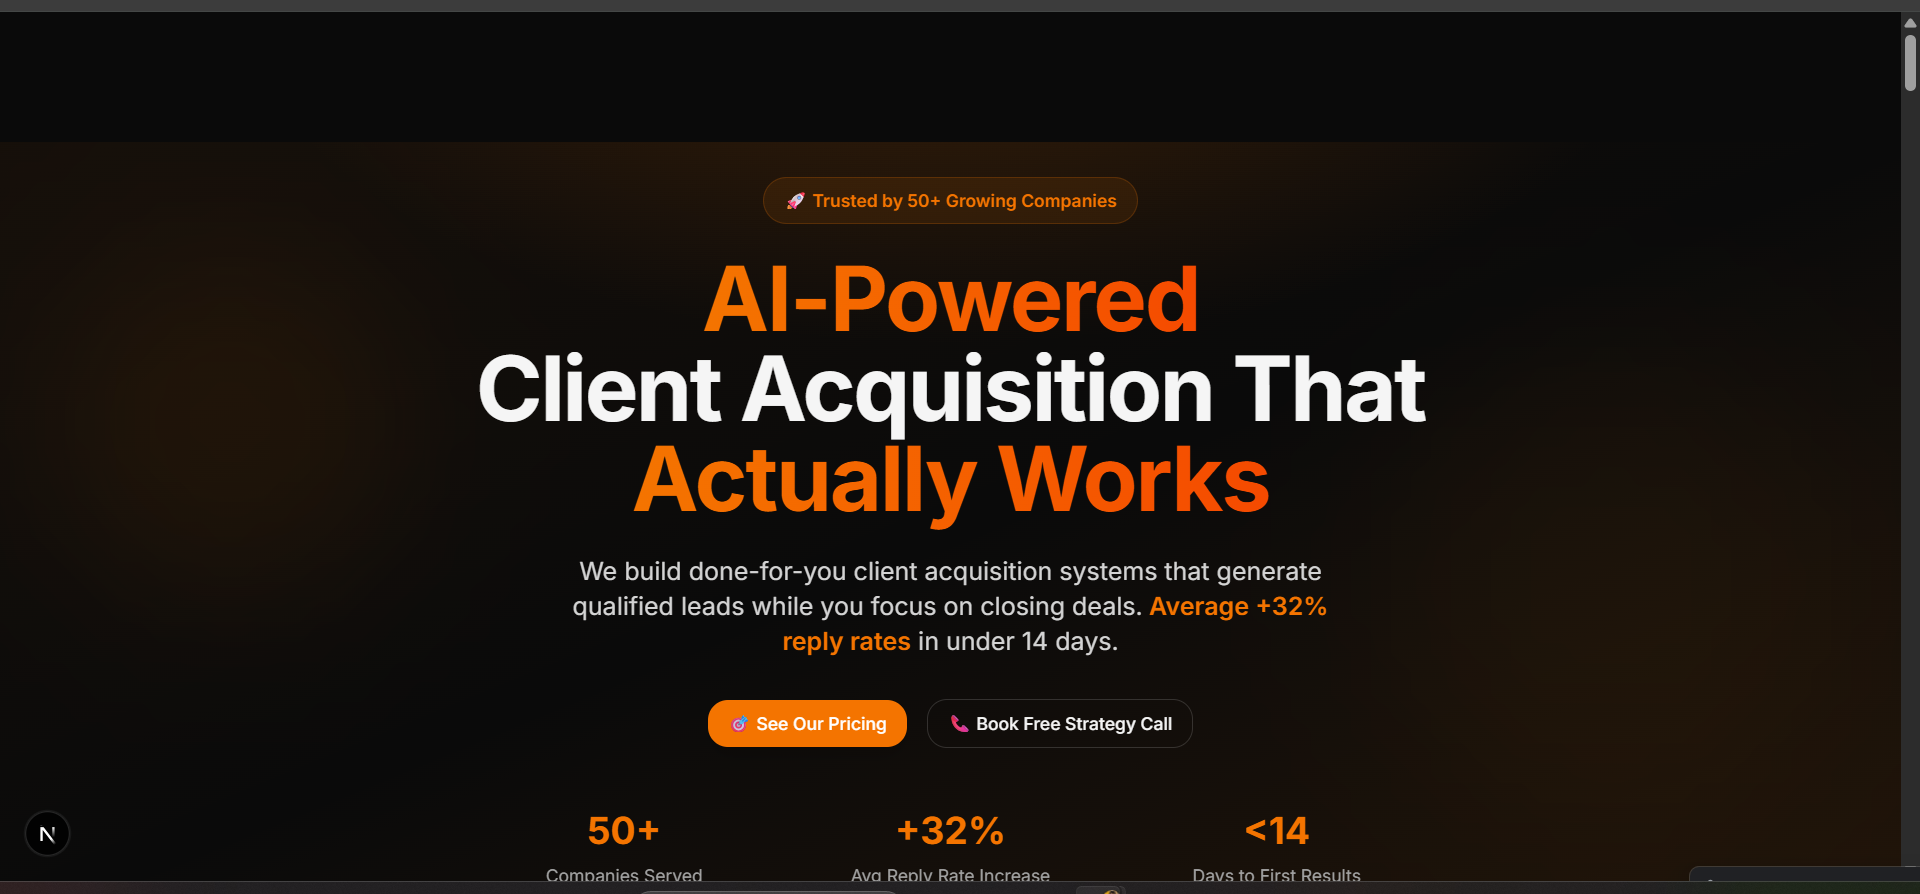 🚀 Trusted by 50+ Growing Companies
AI-Powered
Client Acquisition That
Actually Works
We build done-for-you client acquisition systems that generate
qualified leads while you focus on closing deals. Average +32%
reply rates in under 14 days.
🎯 See Our Pricing
📞 Book Free Strategy Call
50+
+32%
<14
Companies Served
Avg Reply Rate Increase
Days to First Results
N